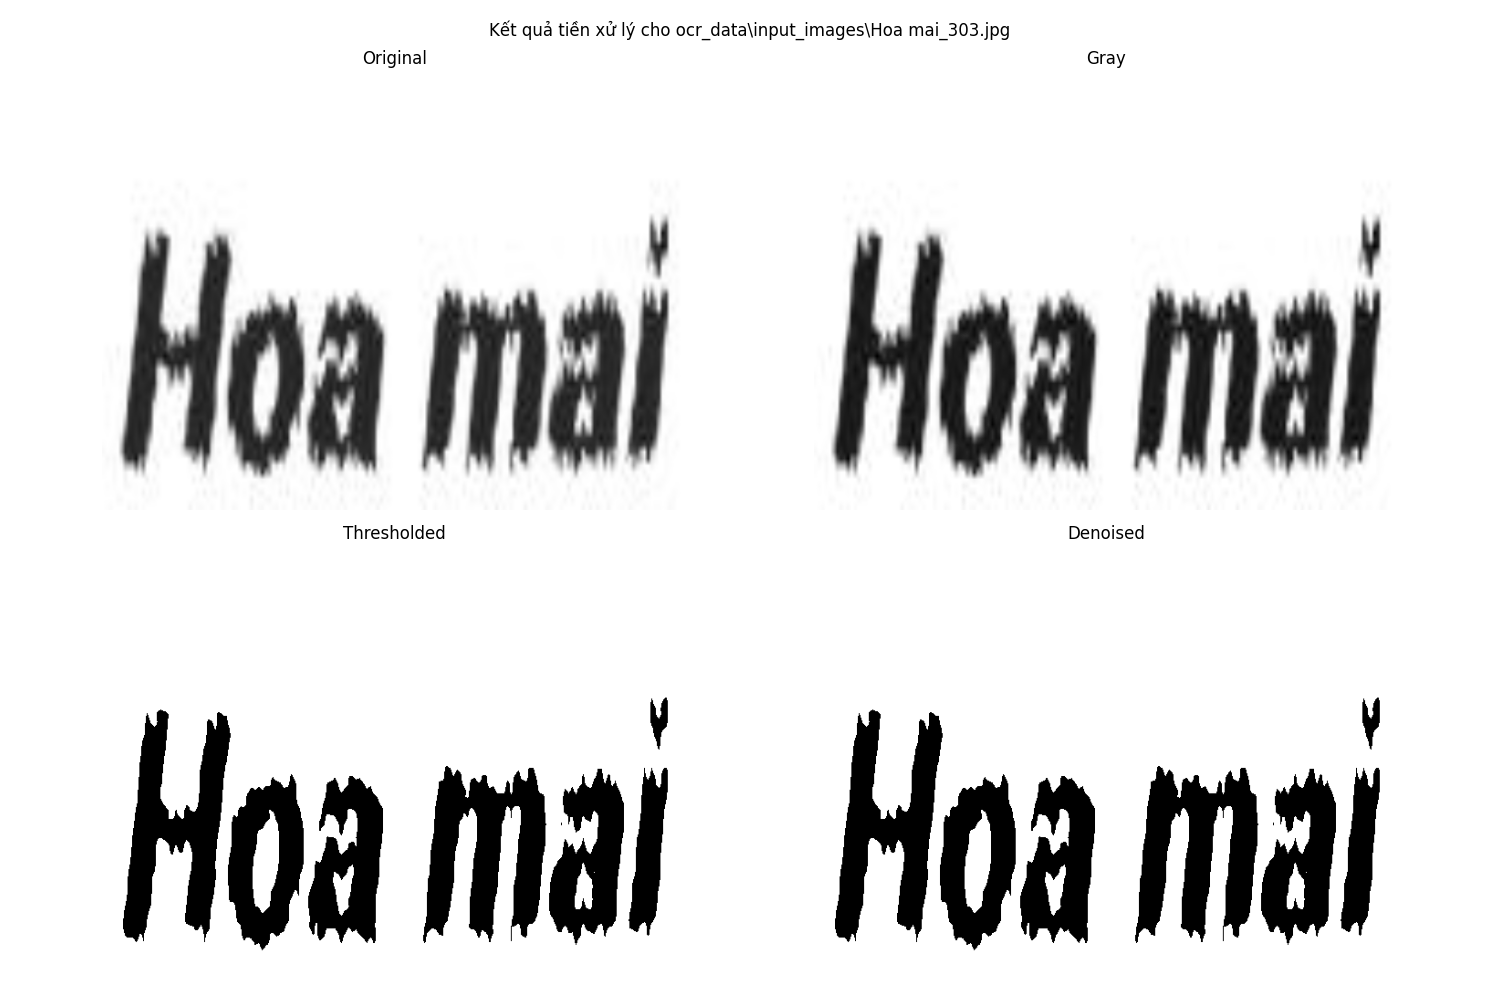 Kết quả tiền xử lý cho ocr_data\input_images\Hoa mai_303.jpg
Original
Gray
Hoa mai
Hoa mai
Thresholded
Denoised
Hoa mai
Hoa mai